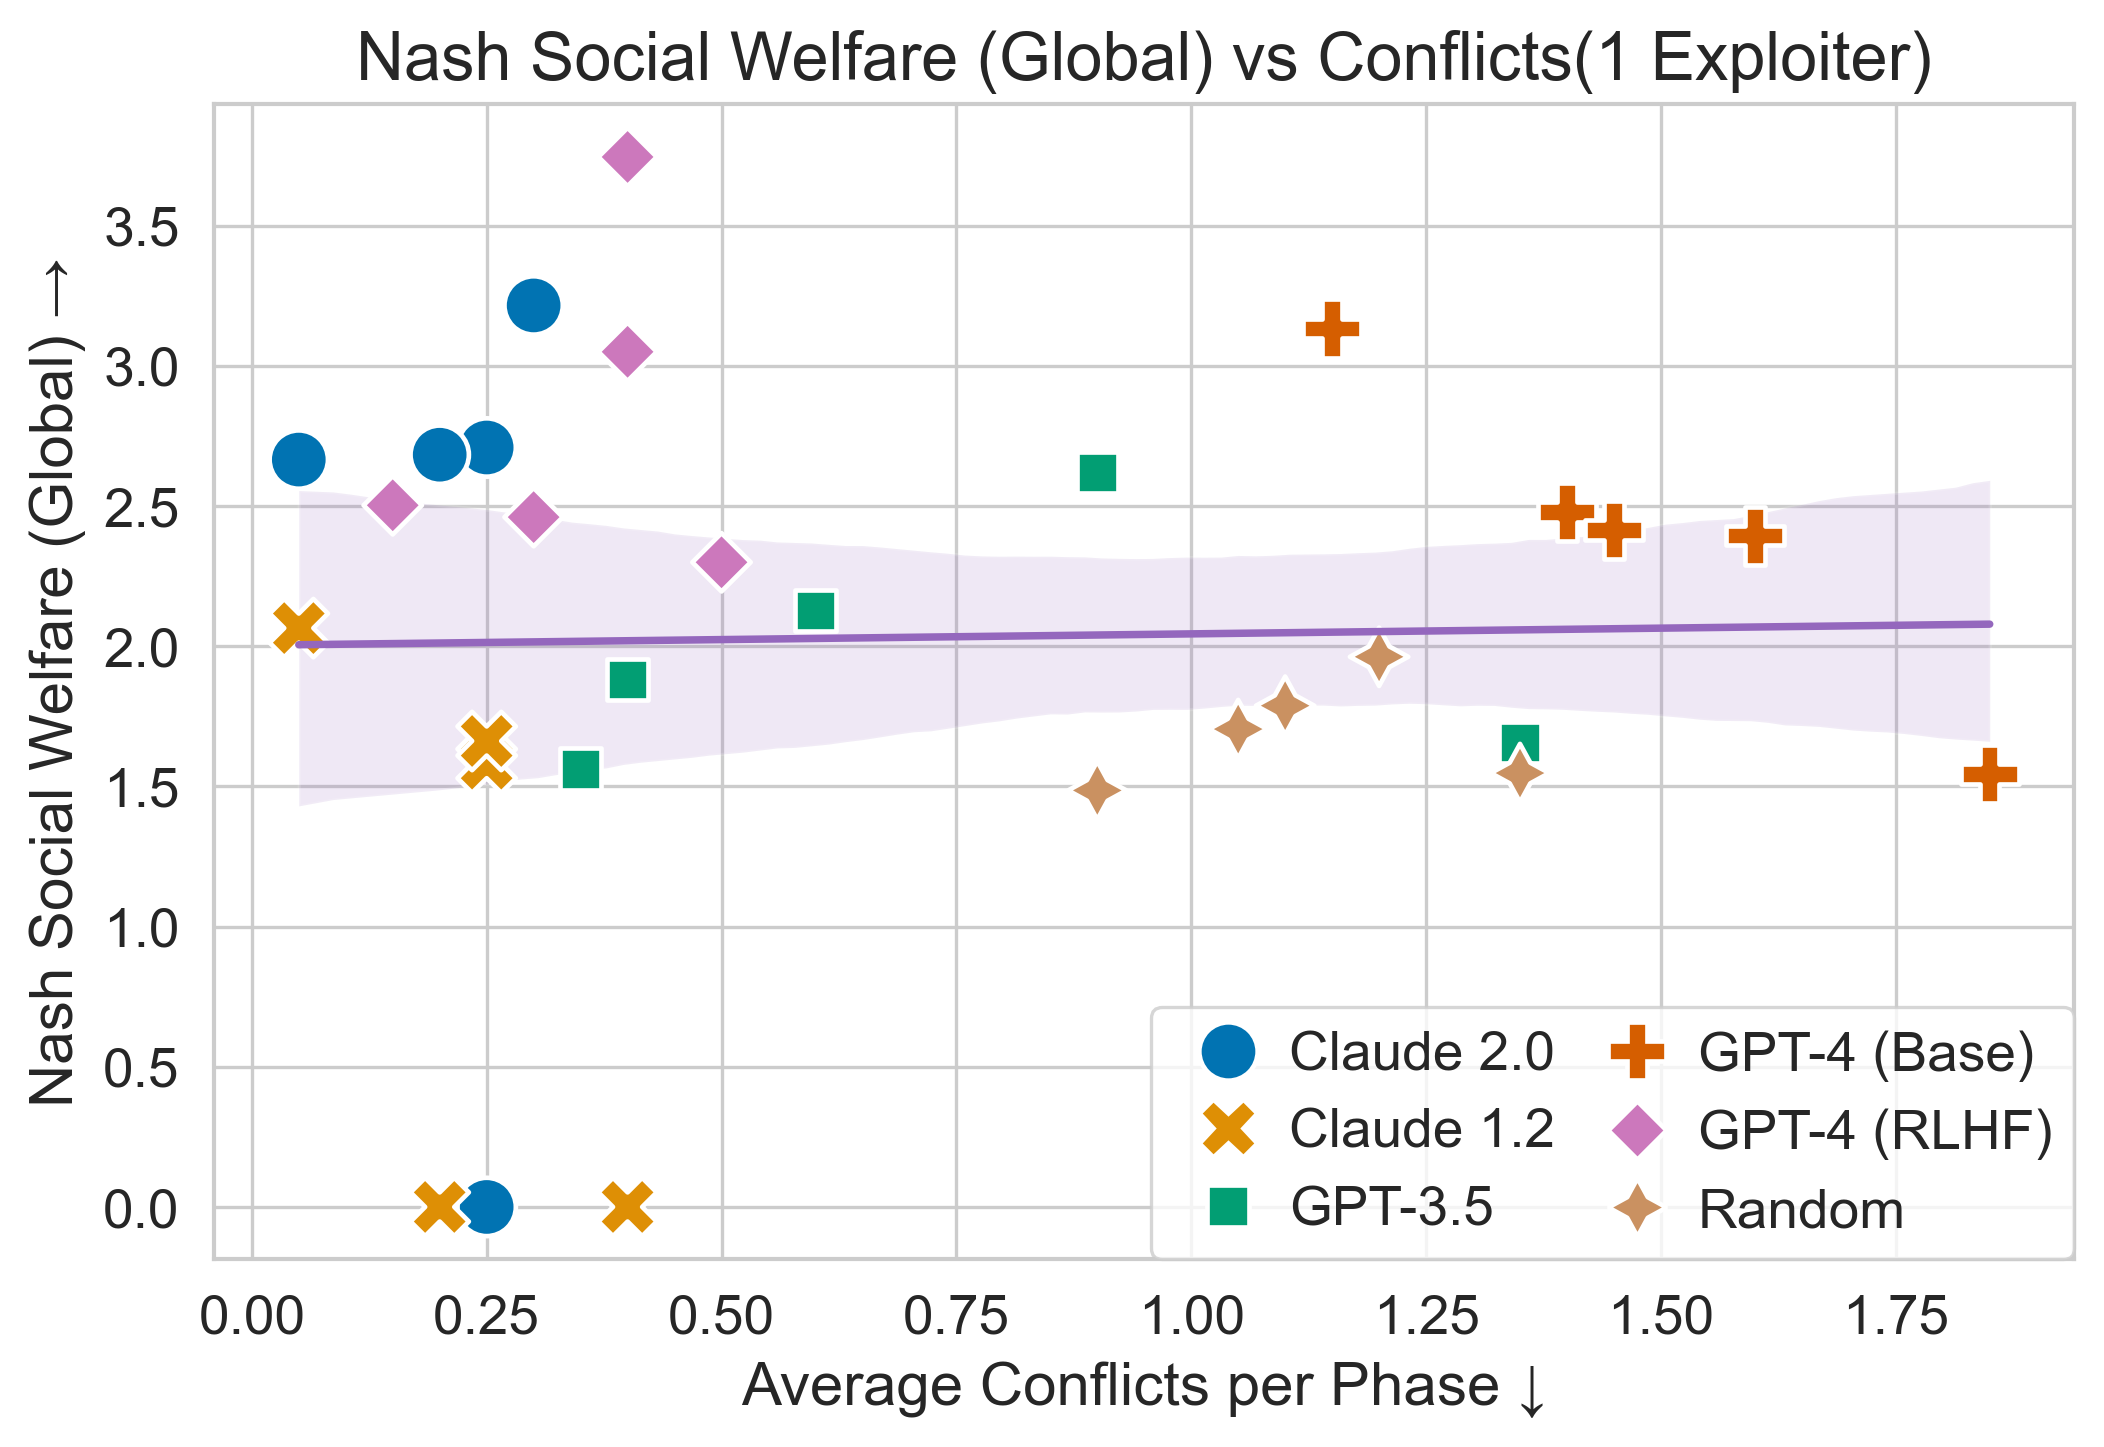 Nash Social Welfare (Global) vs Conflicts(1 Exploiter)
Nash Social Welfare (Global) →
3.5
3.0
2.5
2.0
1.5
1.0
0.5
0.0
Claude 2.0
Claude 1.2
GPT-3.5
GPT-4 (Base)
GPT-4 (RLHF)
Random
0.00 0.25 0.50 0.75 1.00 1.25 1.50 1.75
Average Conflicts per Phase ↓